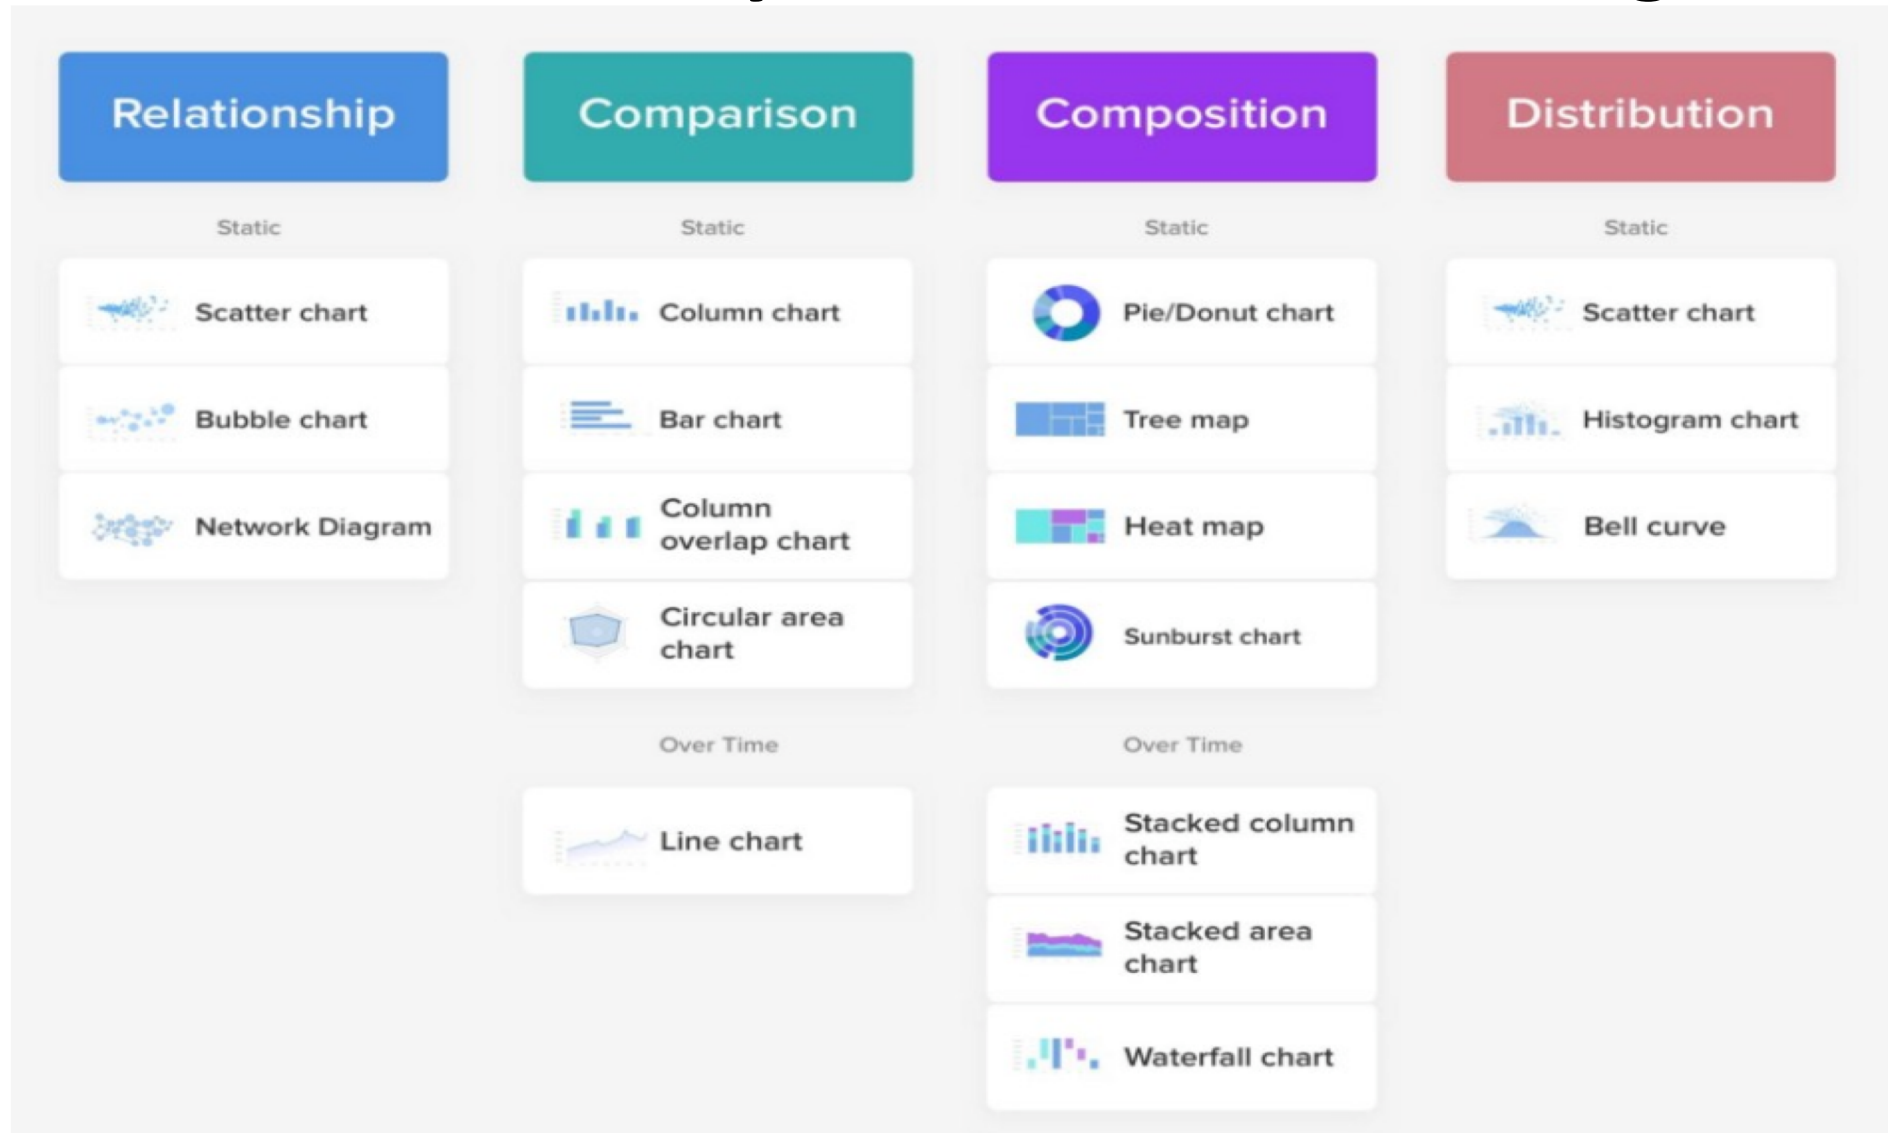 Relationship
Static
Scatter chart
Bubble chart
Network Diagram
Comparison
Static
Column chart
Bar chart
Column
overlap chart
Circular area
chart
Over Time
Line chart
Composition
Static
Pie/Donut chart
Tree map
Heat map
Sunburst chart
Over Time
Stacked column
chart
Stacked area
chart
Waterfall chart
Distribution
Static
Scatter chart
Histogram chart
Bell curve